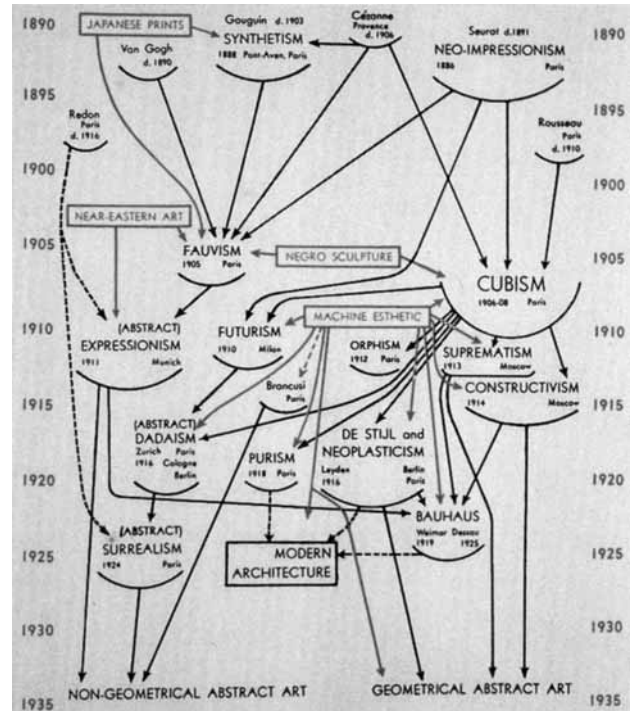 1890
JAPANESE PRINTS
Gauguin d. 1903
SYNTHETISM
1888 Pont-Aven, Paris
Cézanne
Provence
d. 1906
Seurat d.1891
NEO-IMPRESSIONISM
1886 Paris
1890
Van Gogh
d. 1890
1895
Redon
Paris
d. 1916
Rousseau
Paris
d. 1910
1895
1900
1900
NEAR-EASTERN ART
1905
FAUVISM
1905 Paris
NEGRO SCULPTURE
1905
CUBISM
1906-08 Paris
1910
(ABSTRACT)
EXPRESSIONISM
1911 Munich
FUTURISM
1910 Milan
MACHINE ESTHETIC
ORPHISM
1912 Paris
SUPREMATISM
1913 Moscow
1910
Brancusi
Paris
CONSTRUCTIVISM
1914 Moscow
1915
1915
(ABSTRACT)
DADAISM
Zurich Paris
1916 Cologne
Berlin
PURISM
1918 Paris
DE STIJL and
NEOPLASTICISM
Leyden Berlin
1916 Paris
1920
1920
BAUHAUS
Weimar Dessau
1919 1925
1925
(ABSTRACT)
SURREALISM
1924 Paris
MODERN
ARCHITECTURE
1925
1930
1930
1935
NON-GEOMETRICAL ABSTRACT ART
GEOMETRICAL ABSTRACT ART
1935